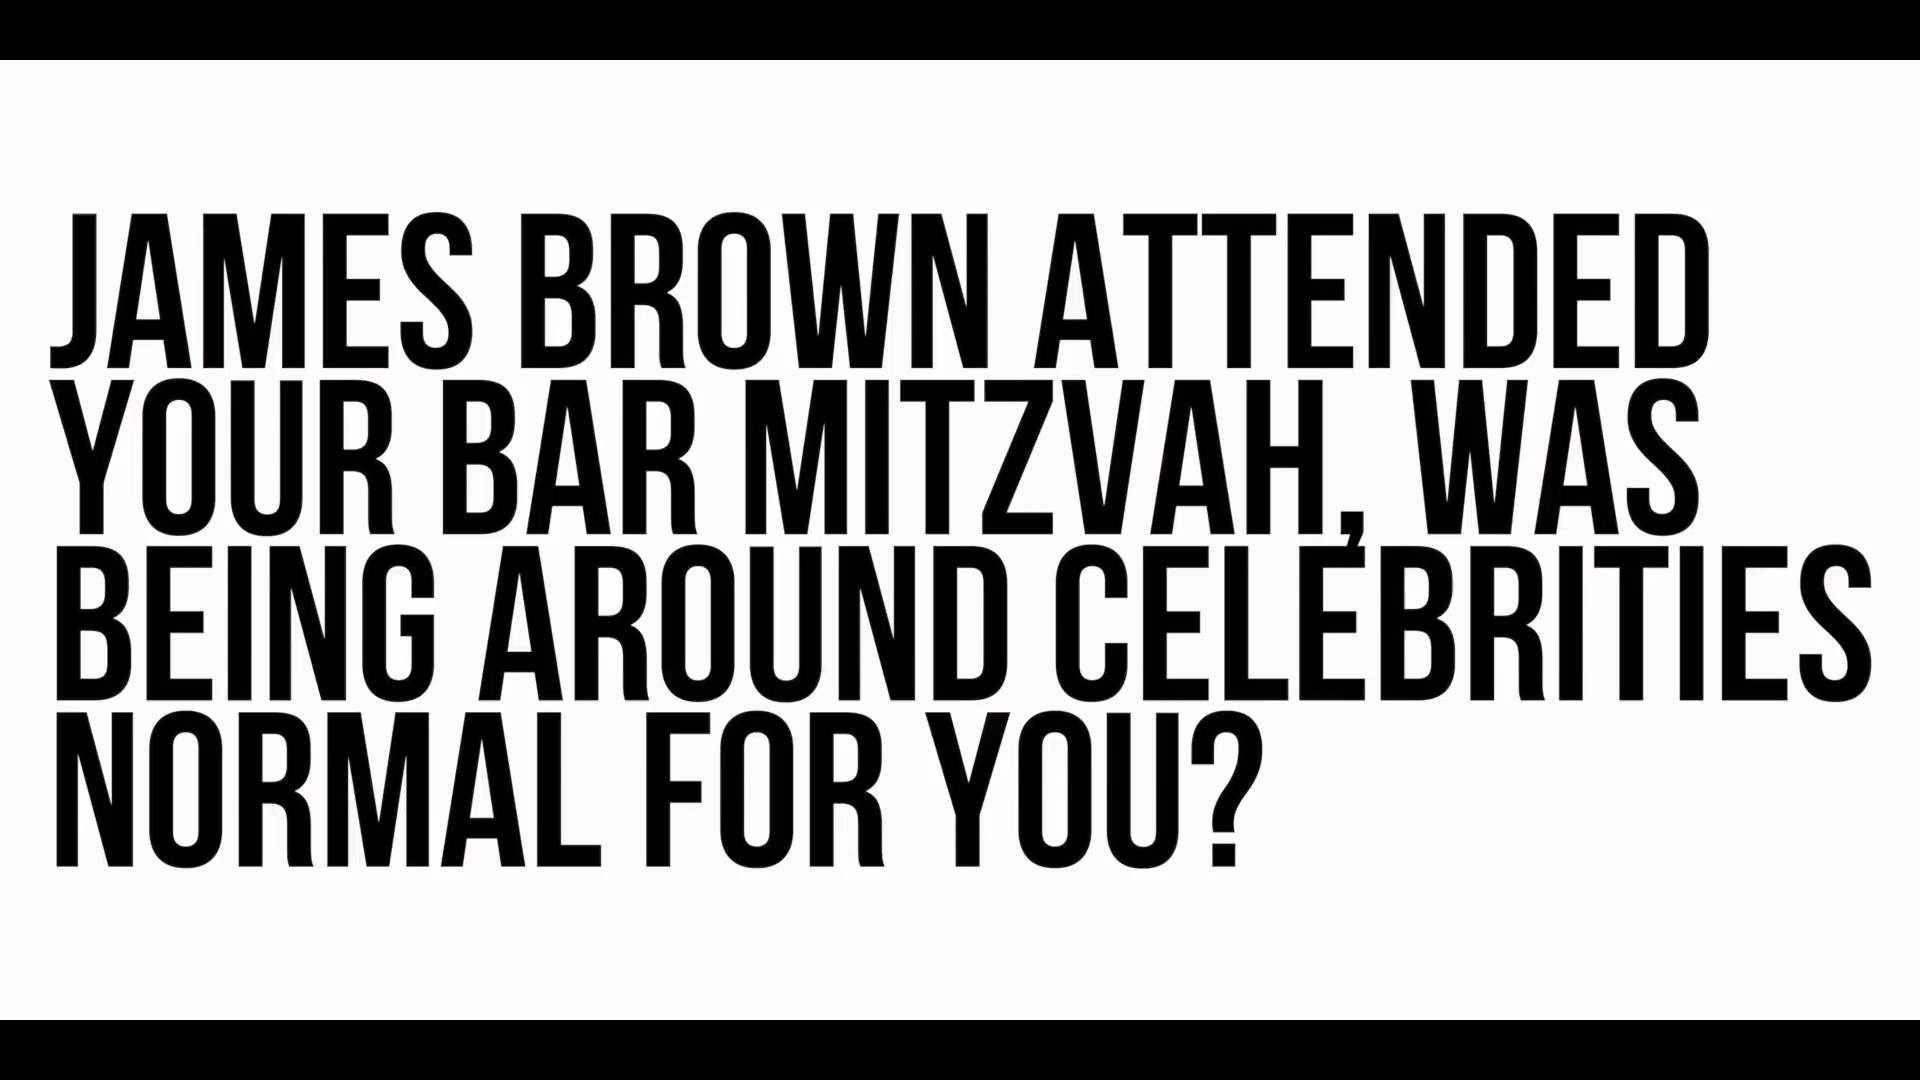 JAMES BROWN ATTENDED
YOUR BAR MITZVAH, WAS
BEING AROUND CELEBRITIES
NORMAL FOR YOU?